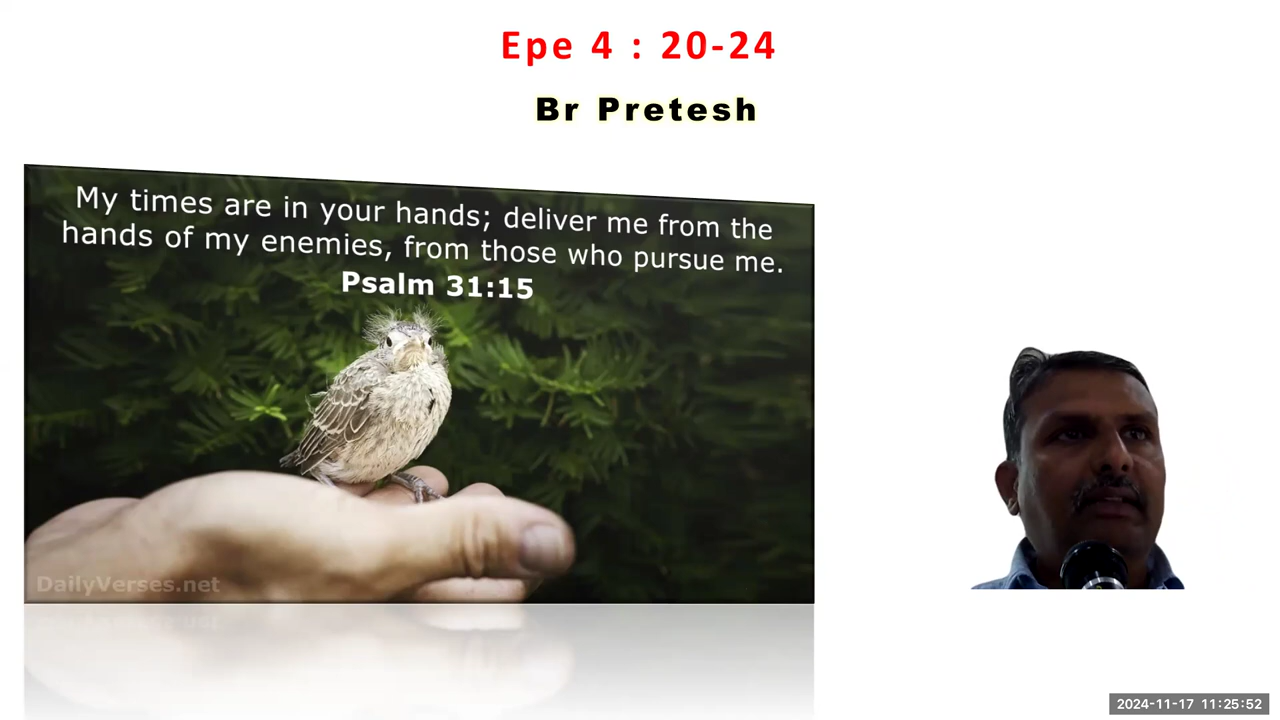 Epe 4 : 20-24
Br Pretesh
My times are in your hands; deliver me from the
hands of my enemies, from those who pursue me.
Psalm 31:15
DailyVerses.net
2024-11-17 11:25:52